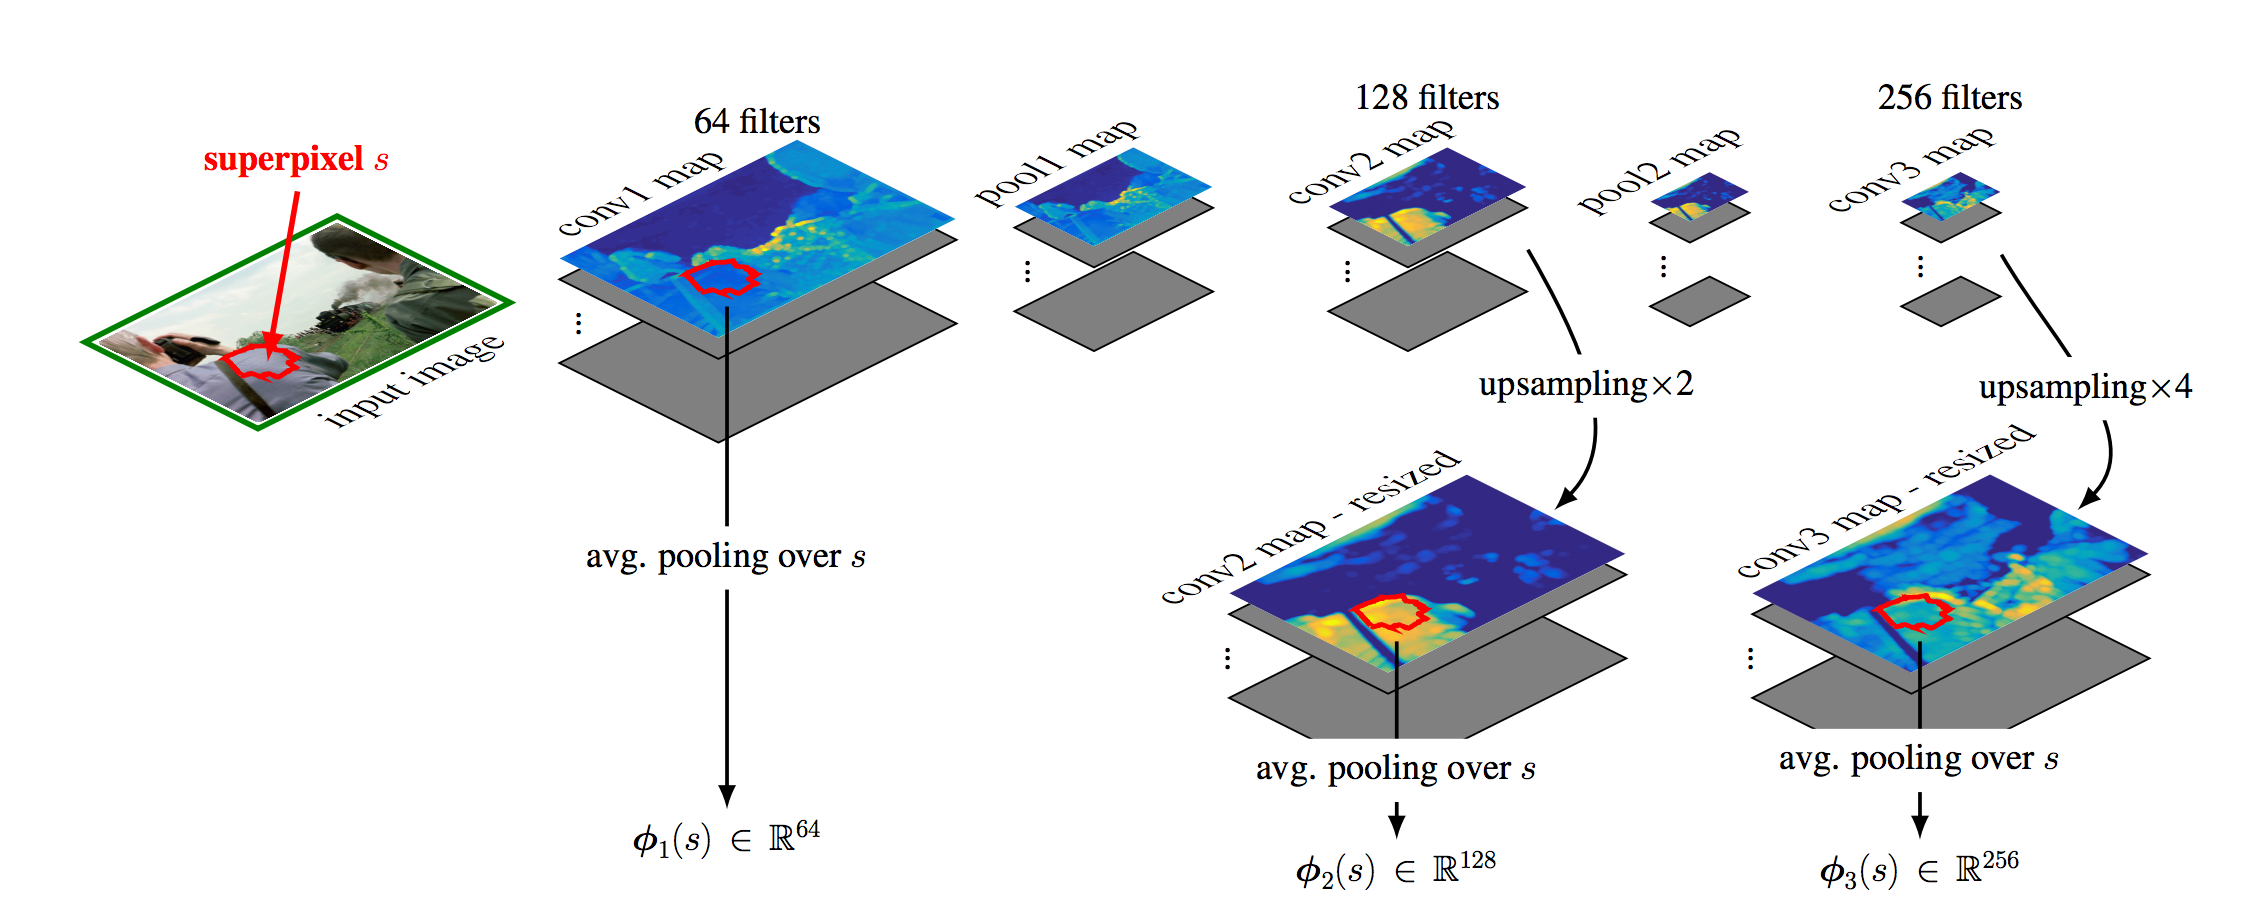 superpixel s
input image
64 filters
conv1 map
pool1 map
128 filters
conv2 map
pool2 map
256 filters
conv3 map
⋮
⋮
⋮
⋮
⋮
upsampling×2
upsampling×4
conv2 map - resized
conv3 map - resized
⋮
⋮
avg. pooling over s
avg. pooling over s
avg. pooling over s
ϕ₁(s) ∈ ℝ⁶⁴
ϕ₂(s) ∈ ℝ¹²⁸
ϕ₃(s) ∈ ℝ²⁵⁶